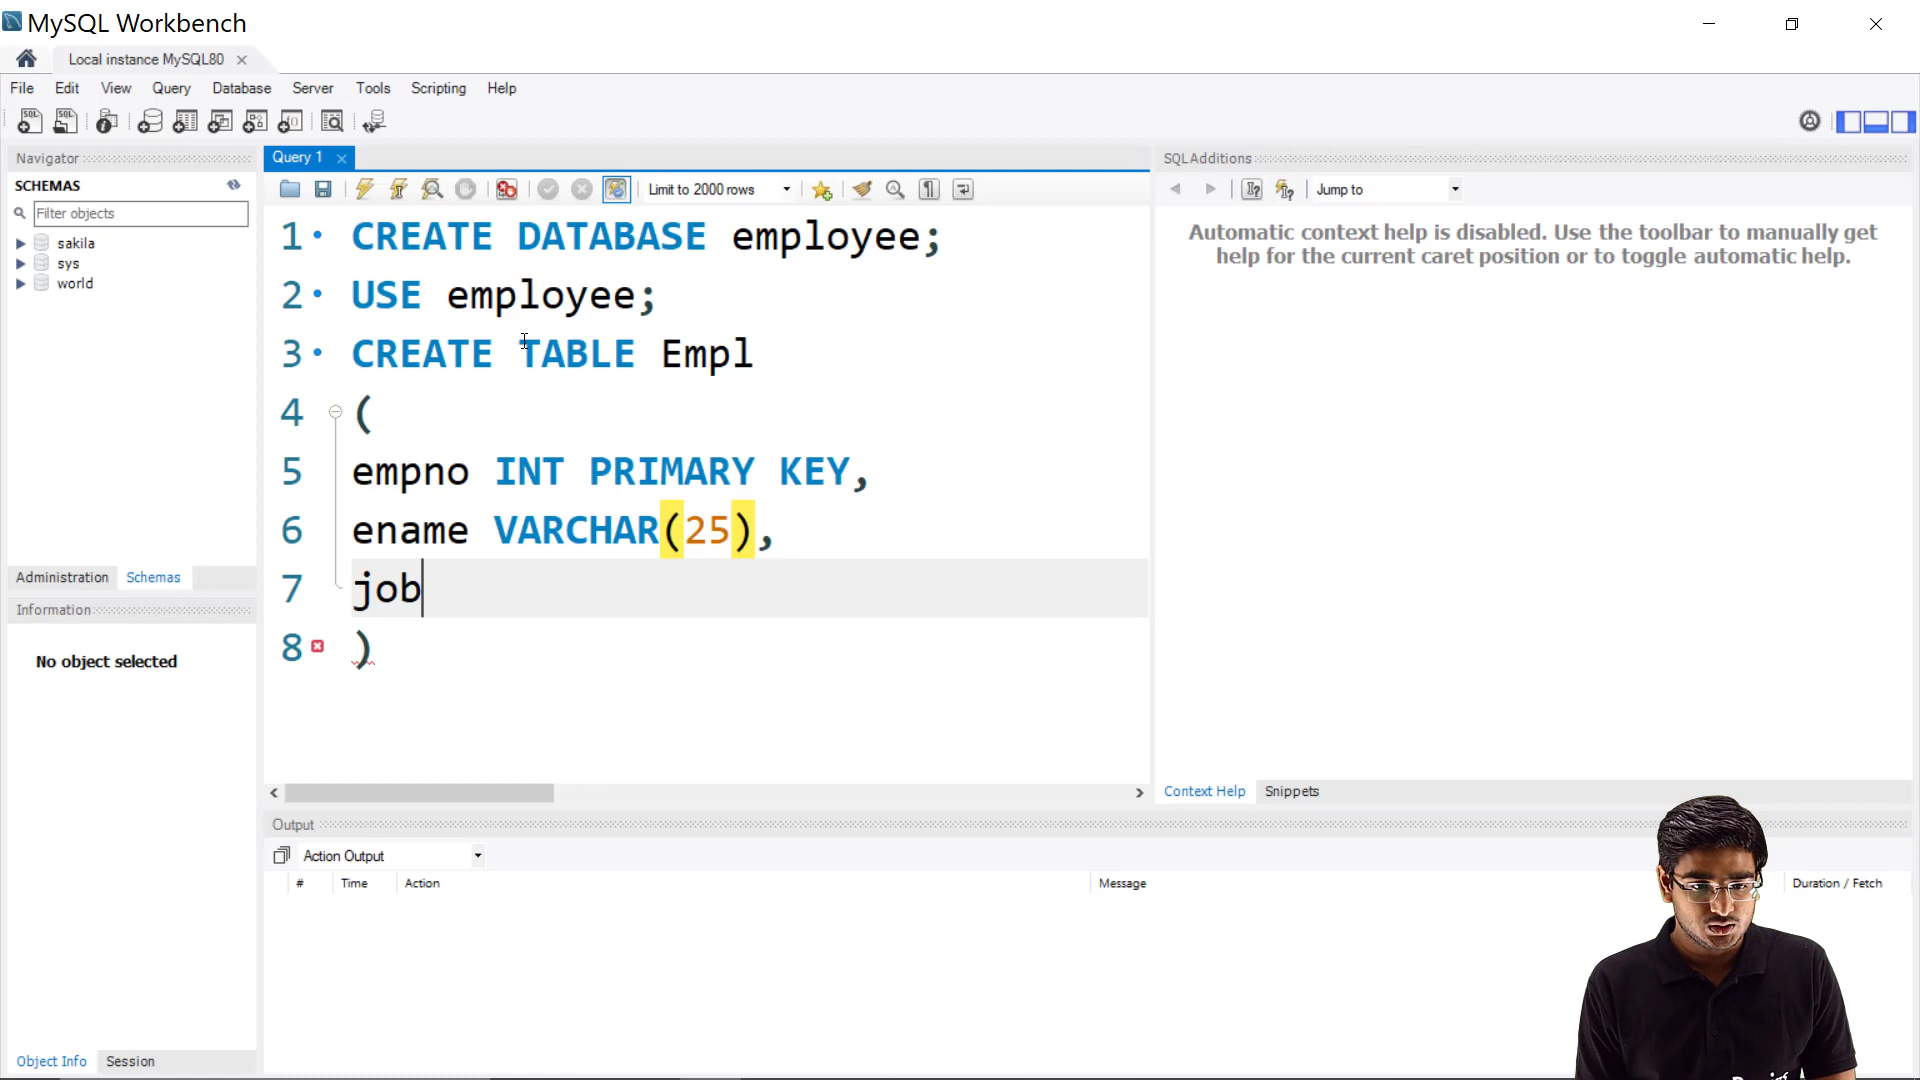 MySQL Workbench
Local instance MySQL80
File Edit View Query Database Server Tools Scripting Help
Navigator
SCHEMAS
Filter objects
sakila
sys
world
Administration Schemas
Information
No object selected
Object Info Session
Query 1
Limit to 2000 rows
1 CREATE DATABASE employee;
2 USE employee;
3 CREATE TABLE Empl
4 (
5 empno INT PRIMARY KEY,
6 ename VARCHAR(25),
7 job
8 )
SQLAdditions
Jump to
Automatic context help is disabled. Use the toolbar to manually get
help for the current caret position or to toggle automatic help.
Context Help Snippets
Output
Action Output
# Time Action Message Duration / Fetch